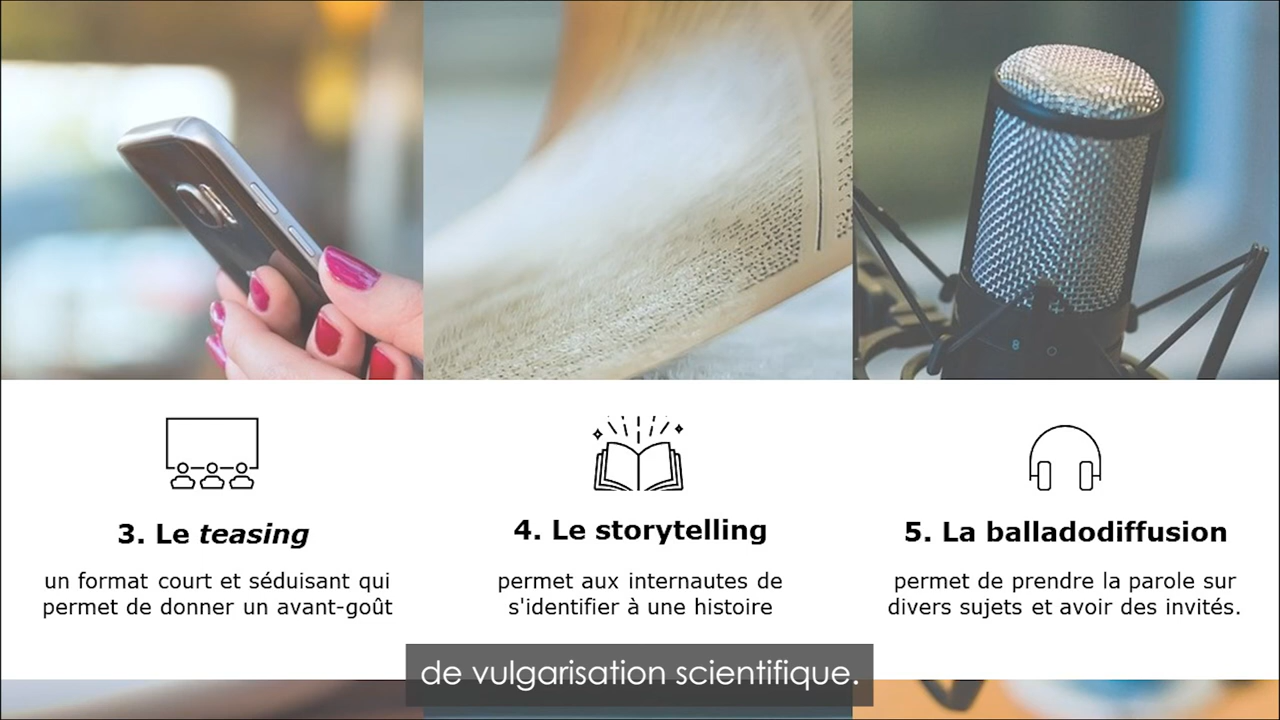 3. Le teasing
un format court et séduisant qui
permet de donner un avant-goût
4. Le storytelling
permet aux internautes de
s'identifier à une histoire
5. La balladodiffusion
permet de prendre la parole sur
divers sujets et avoir des invités.
de vulgarisation scientifique.